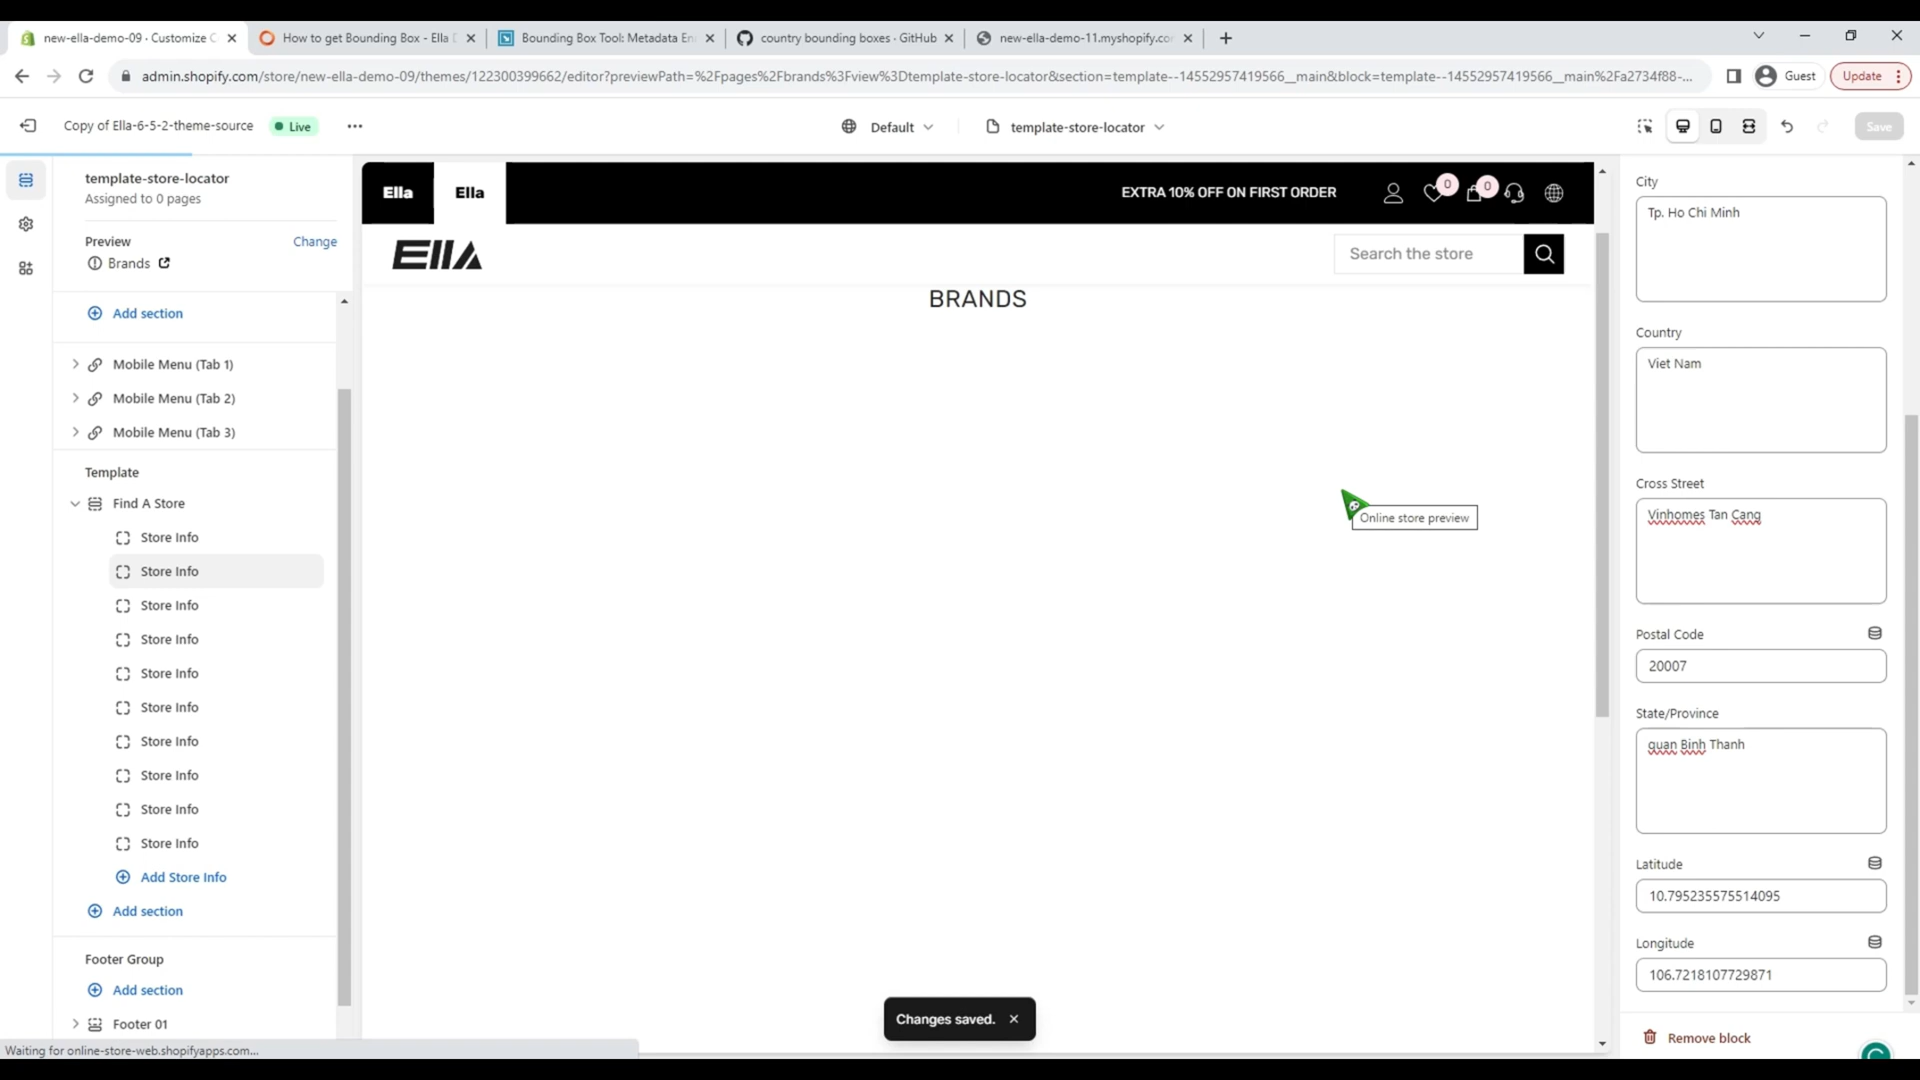 new-ella-demo-09 · Customize C
How to get Bounding Box - Ella D
Bounding Box Tool: Metadata En
country bounding boxes · GitHub
new-ella-demo-11.myshopify.co
admin.shopify.com/store/new-ella-demo-09/themes/122300399662/editor?previewPath=%2Fpages%2Fbrands%3Fview%3Dtemplate-store-locator&section=template--14552957419566__main&block=template--14552957419566__main%2Fa2734f88-...
Guest
Update
Copy of Ella-6-5-2-theme-source
Live
Default
template-store-locator
Save
template-store-locator
Assigned to 0 pages
Preview
Change
Brands
Add section
Mobile Menu (Tab 1)
Mobile Menu (Tab 2)
Mobile Menu (Tab 3)
Template
Find A Store
Store Info
Store Info
Store Info
Store Info
Store Info
Store Info
Store Info
Store Info
Store Info
Store Info
Add Store Info
Add section
Footer Group
Add section
Footer 01
Waiting for online-store-web.shopifyapps.com...
Ella
Ella
EXTRA 10% OFF ON FIRST ORDER
0
0
Ella
Search the store
BRANDS
Online store preview
Changes saved.
City
Tp. Ho Chi Minh
Country
Viet Nam
Cross Street
Vinhomes Tan Cang
Postal Code
20007
State/Province
quan Binh Thanh
Latitude
10.795235575514095
Longitude
106.7218107729871
Remove block